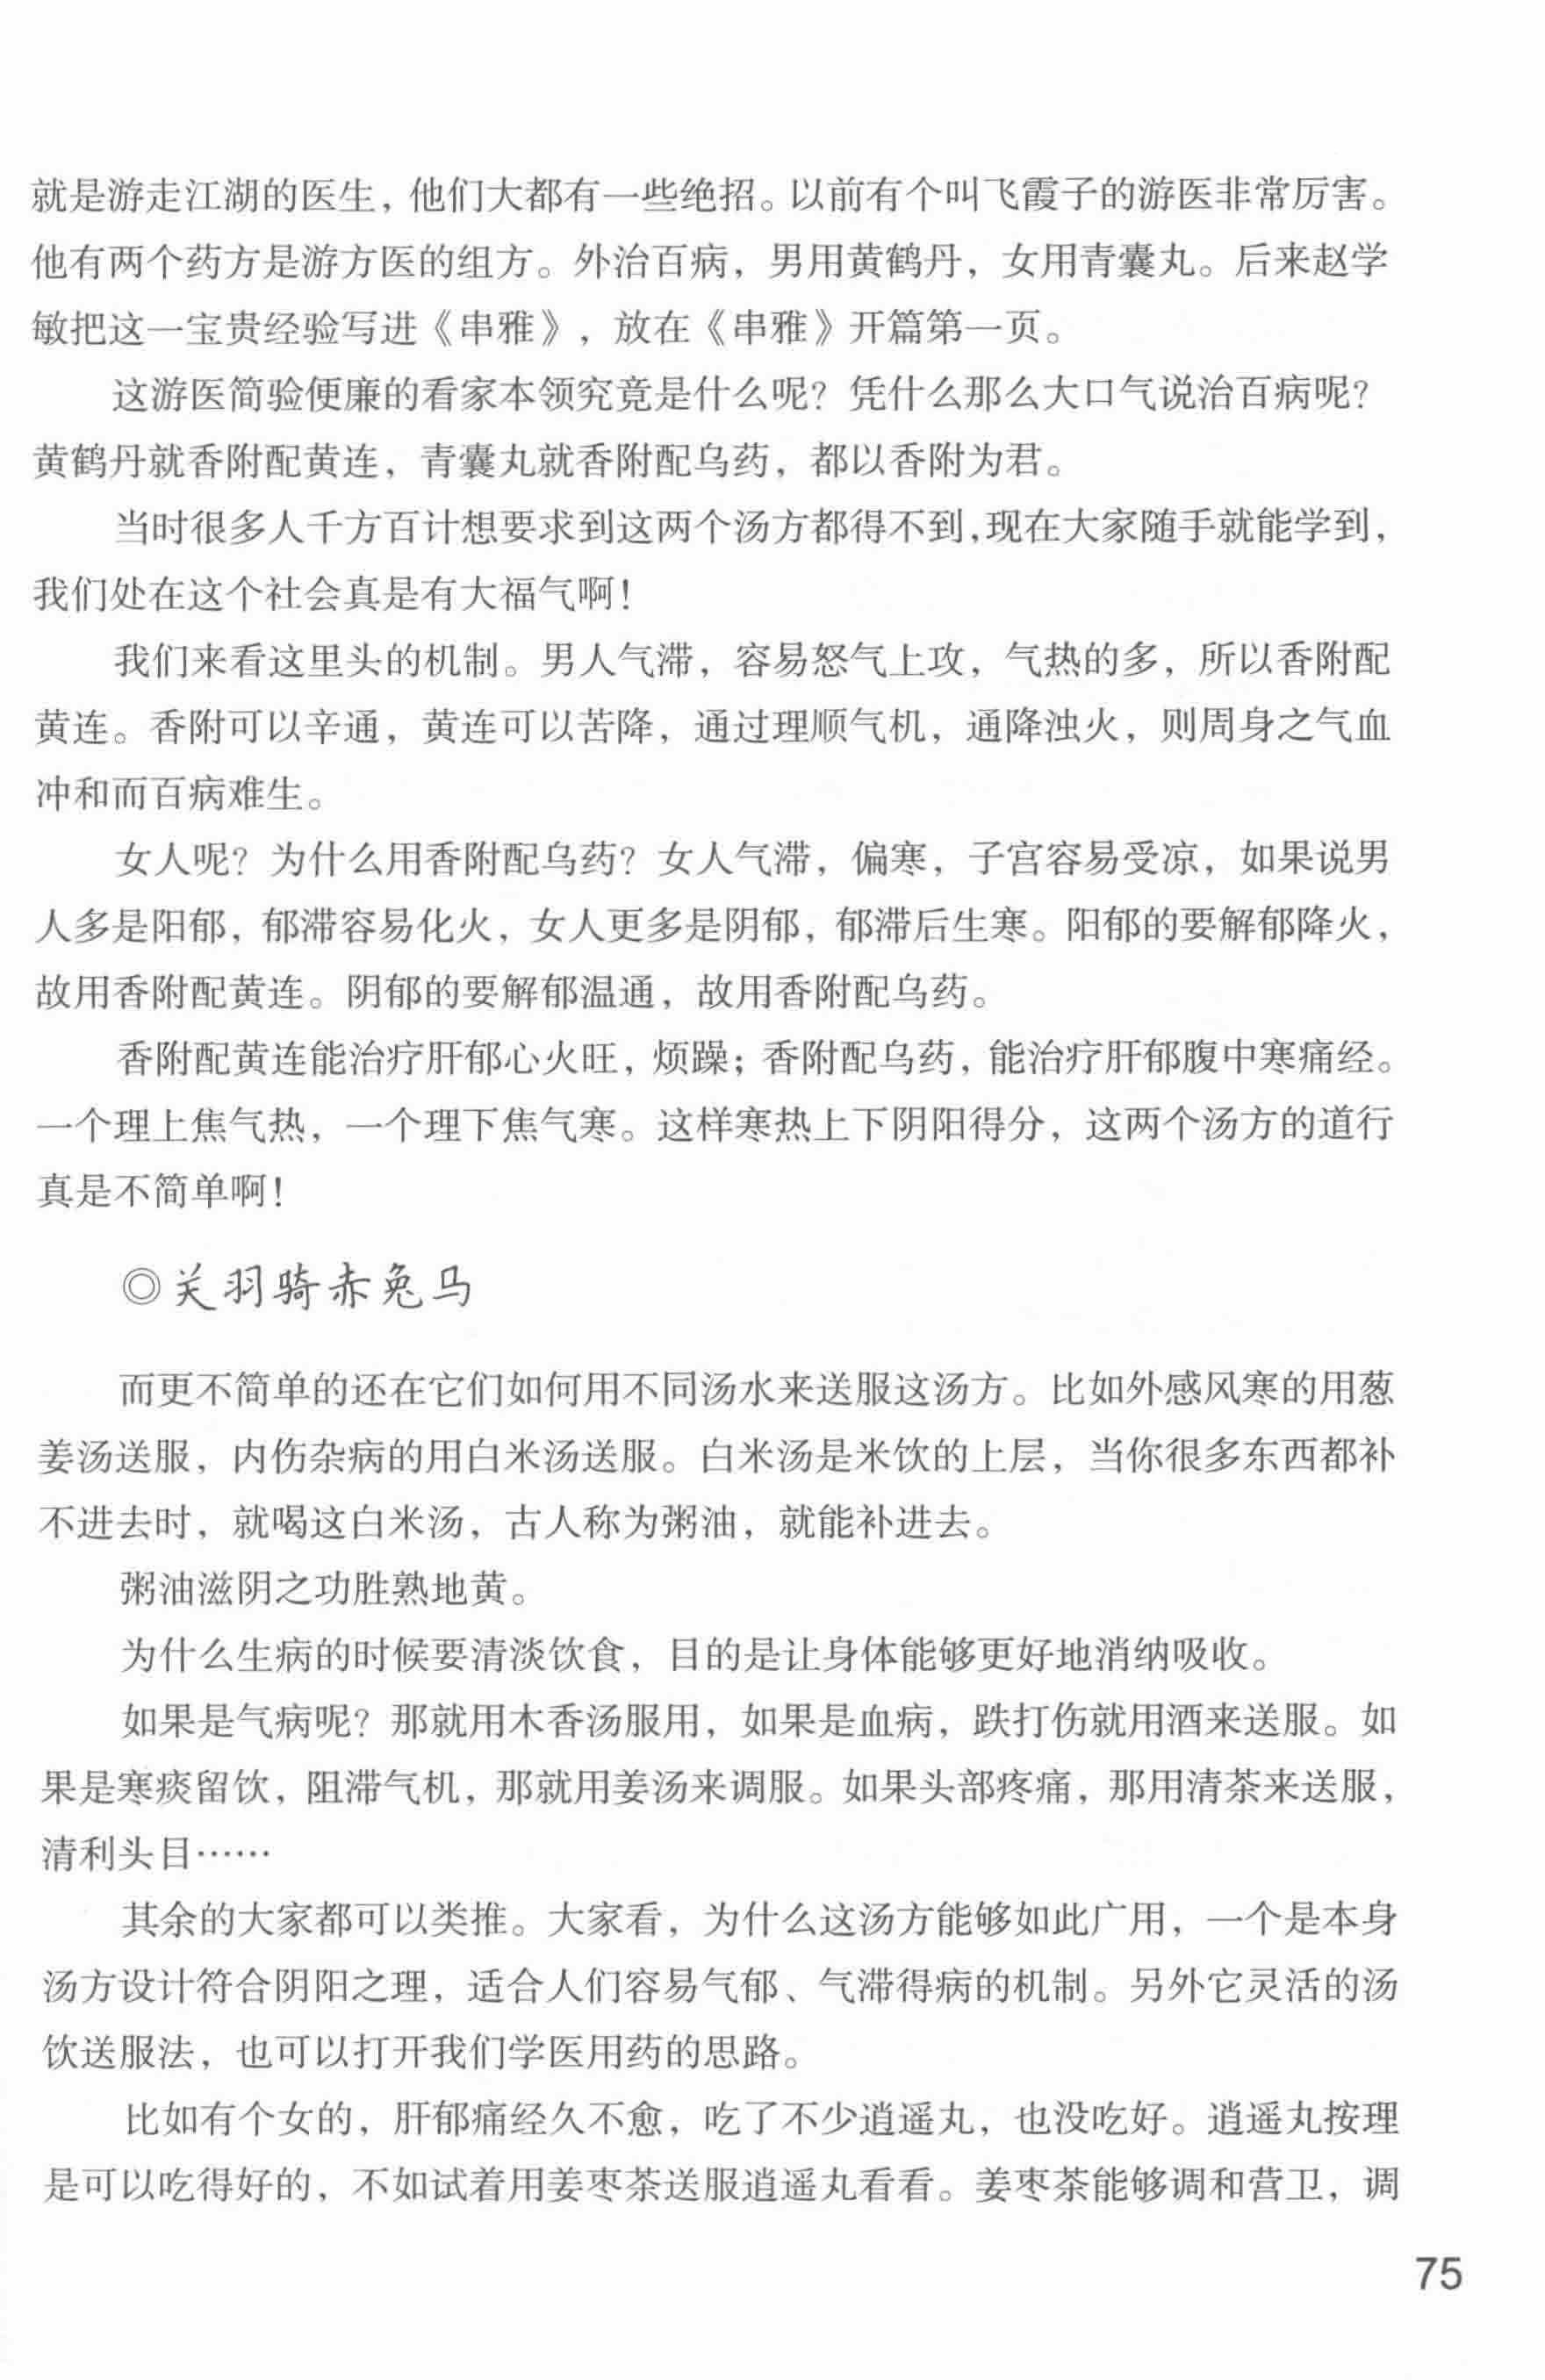 就是游走江湖的医生，他们大都有一些绝招。以前有个叫飞霞子的游医非常厉害。
他有两个药方是游方医的组方。外治百病，男用黄鹤丹，女用青囊丸。后来赵学
敏把这一宝贵经验写进《串雅》，放在《串雅》开篇第一页。
这游医简验便廉的看家本领究竟是什么呢？凭什么那么大口气说治百病呢？
黄鹤丹就香附配黄连，青囊丸就香附配乌药，都以香附为君。
当时很多人千方百计想要求到这两个汤方都得不到，现在大家随手就能学到，
我们处在这个社会真是有大福气啊！
我们来看这里头的机制。男人气滞，容易怒气上攻，气热的多，所以香附配
黄连。香附可以辛通，黄连可以苦降，通过理顺气机，通降浊火，则周身之气血
冲和而百病难生。
女人呢？为什么用香附配乌药？女人气滞，偏寒，子宫容易受凉，如果说男
人多是阳郁，郁滞容易化火，女人更多是阴郁，郁滞后生寒。阳郁的要解郁降火，
故用香附配黄连。阴郁的要解郁温通，故用香附配乌药。
香附配黄连能治疗肝郁心火旺，烦躁；香附配乌药，能治疗肝郁腹中寒痛经。
一个理上焦气热，一个理下焦气寒。这样寒热上下阴阳得分，这两个汤方的道行
真是不简单啊！
◎关羽骑赤兔马
而更不简单的还在它们如何用不同汤水来送服这汤方。比如外感风寒的用葱
姜汤送服，内伤杂病的用白米汤送服。白米汤是米饮的上层，当你很多东西都补
不进去时，就喝这白米汤，古人称为粥油，就能补进去。
粥油滋阴之功胜熟地黄。
为什么生病的时候要清淡饮食，目的是让身体能够更好地消纳吸收。
如果是气病呢？那就用木香汤服用，如果是血病，跌打伤就用酒来送服。如
果是寒痰留饮，阻滞气机，那就用姜汤来调服。如果头部疼痛，那用清茶来送服，
清利头目……
其余的大家都可以类推。大家看，为什么这汤方能够如此广用，一个是本身
汤方设计符合阴阳之理，适合人们容易气郁、气滞得病的机制。另外它灵活的汤
饮送服法，也可以打开我们学医用药的思路。
比如有个女的，肝郁痛经久不愈，吃了不少逍遥丸，也没吃好。逍遥丸按理
是可以吃得好的，不如试着用姜枣茶送服逍遥丸看看。姜枣茶能够调和营卫，调
75